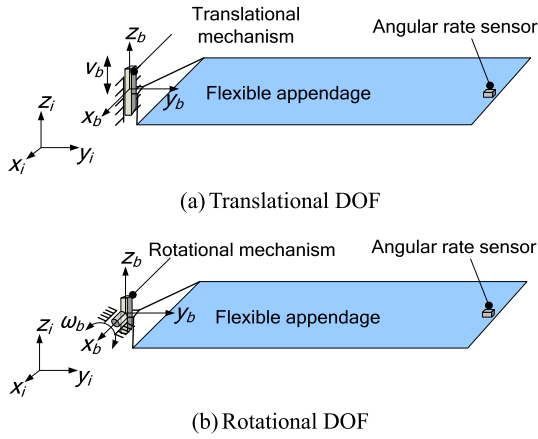 Translational
mechanism
Angular rate sensor
z_b
v_b
x_b
y_b
Flexible appendage
z_i
x_i
y_i
(a) Translational DOF
Rotational mechanism
Angular rate sensor
z_b
ω_b
x_b
y_b
Flexible appendage
z_i
x_i
y_i
(b) Rotational DOF